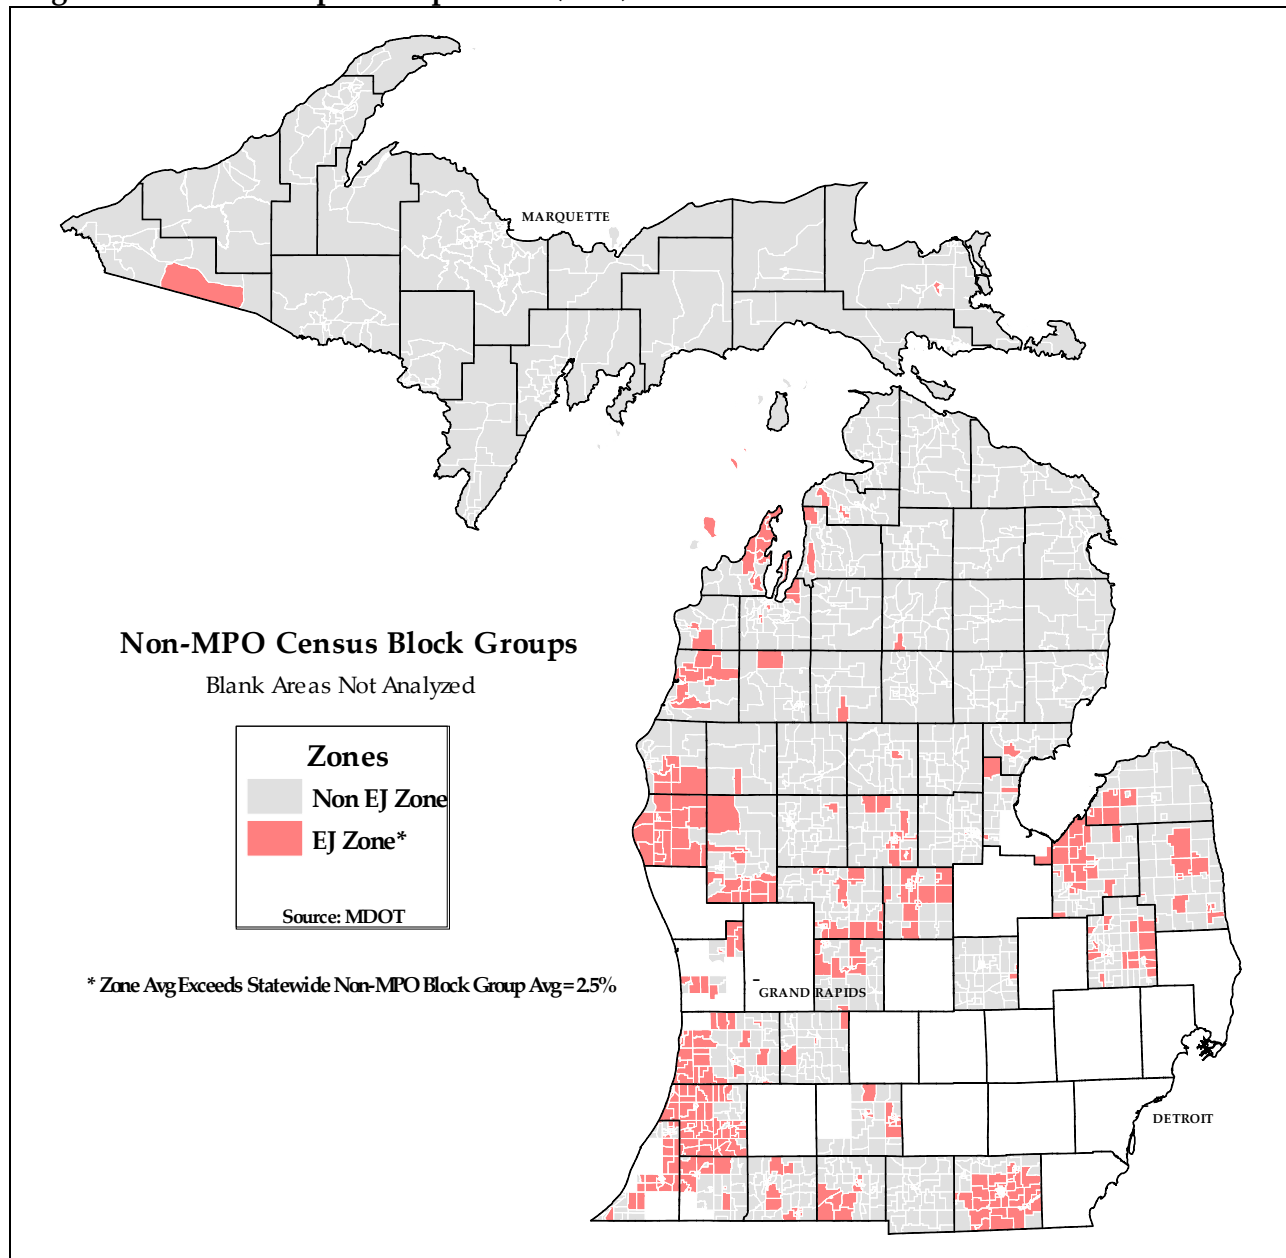 MARQUETTE
Non-MPO Census Block Groups
Blank Areas Not Analyzed
Zones
Non EJ Zone
EJ Zone*
Source: MDOT
* Zone Avg Exceeds Statewide Non-MPO Block Group Avg = 2.5%
GRAND RAPIDS
DETROIT